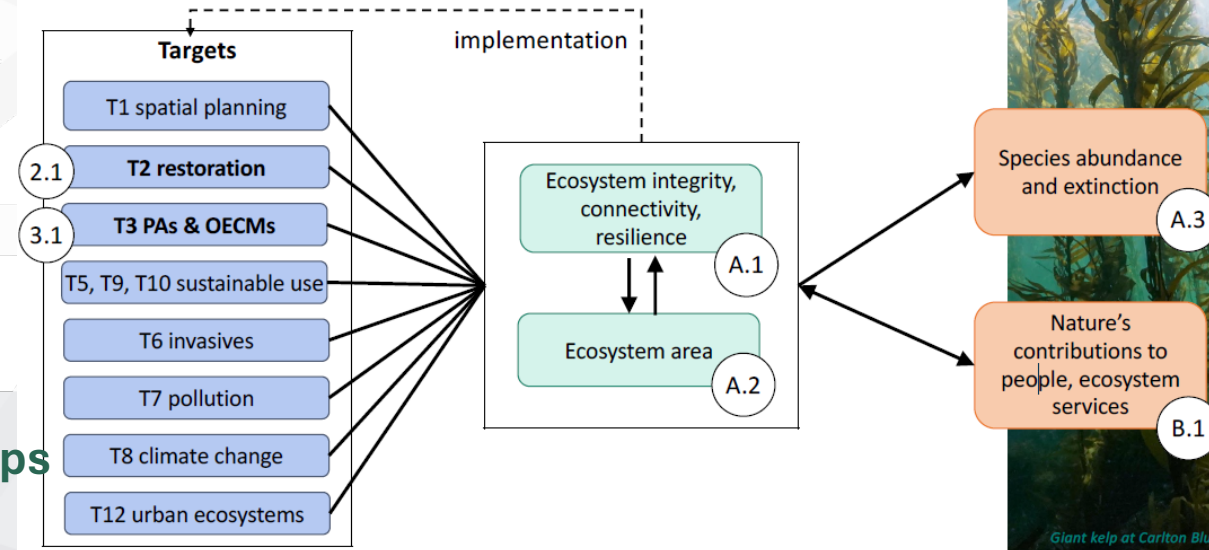 implementation
Targets
T1 spatial planning
2.1
T2 restoration
3.1
T3 PAs & OECMs
T5, T9, T10 sustainable use
T6 invasives
T7 pollution
ps
T8 climate change
T12 urban ecosystems
Ecosystem integrity,
connectivity,
resilience
A.1
Ecosystem area
A.2
Species abundance
and extinction
A.3
Nature's
contributions to
people, ecosystem
services
B.1
Giant kelp at Carlton Blu